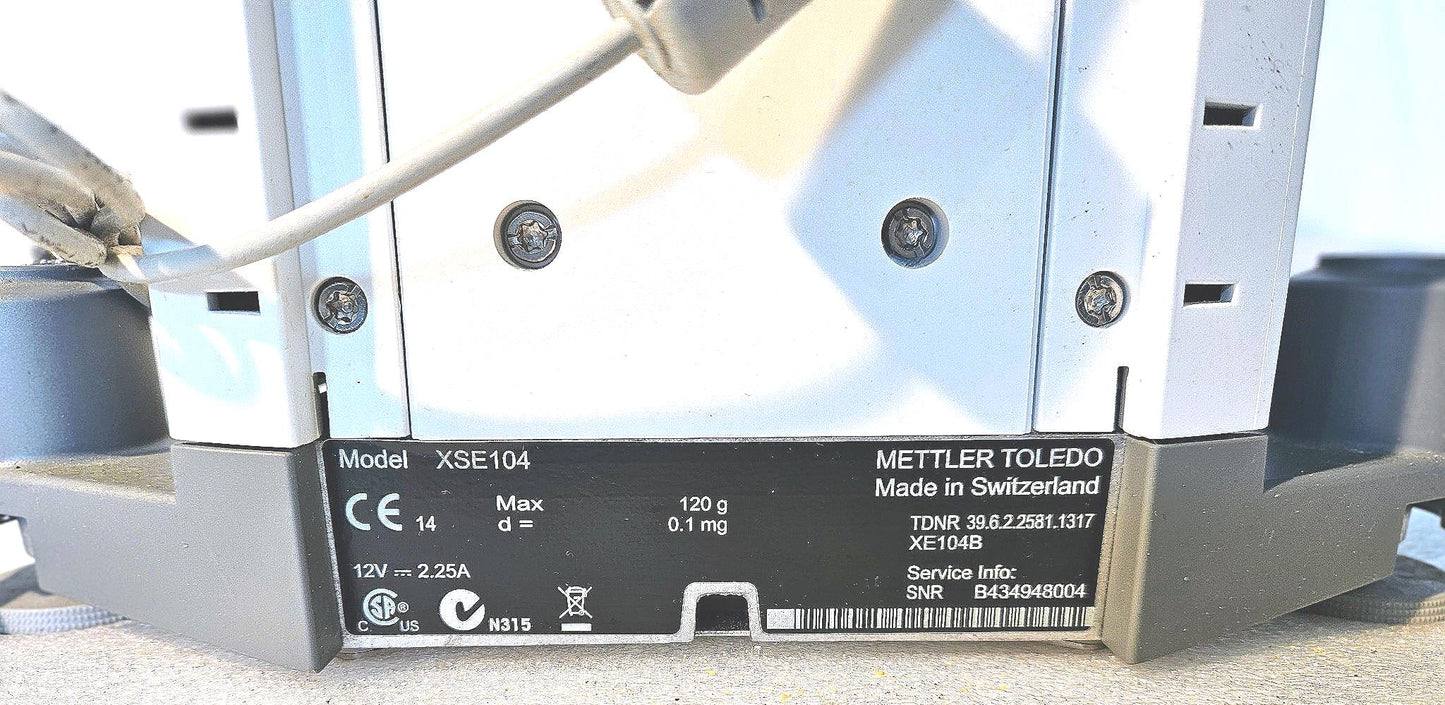 Model XSE104
METTLER TOLEDO
Made in Switzerland
CE 14
Max 120 g
d = 0.1 mg
TDNR 39.6.2.2581.1317
XE104B
12V ⎓ 2.25A
Service Info:
SNR B434948004
C SA® US
N315